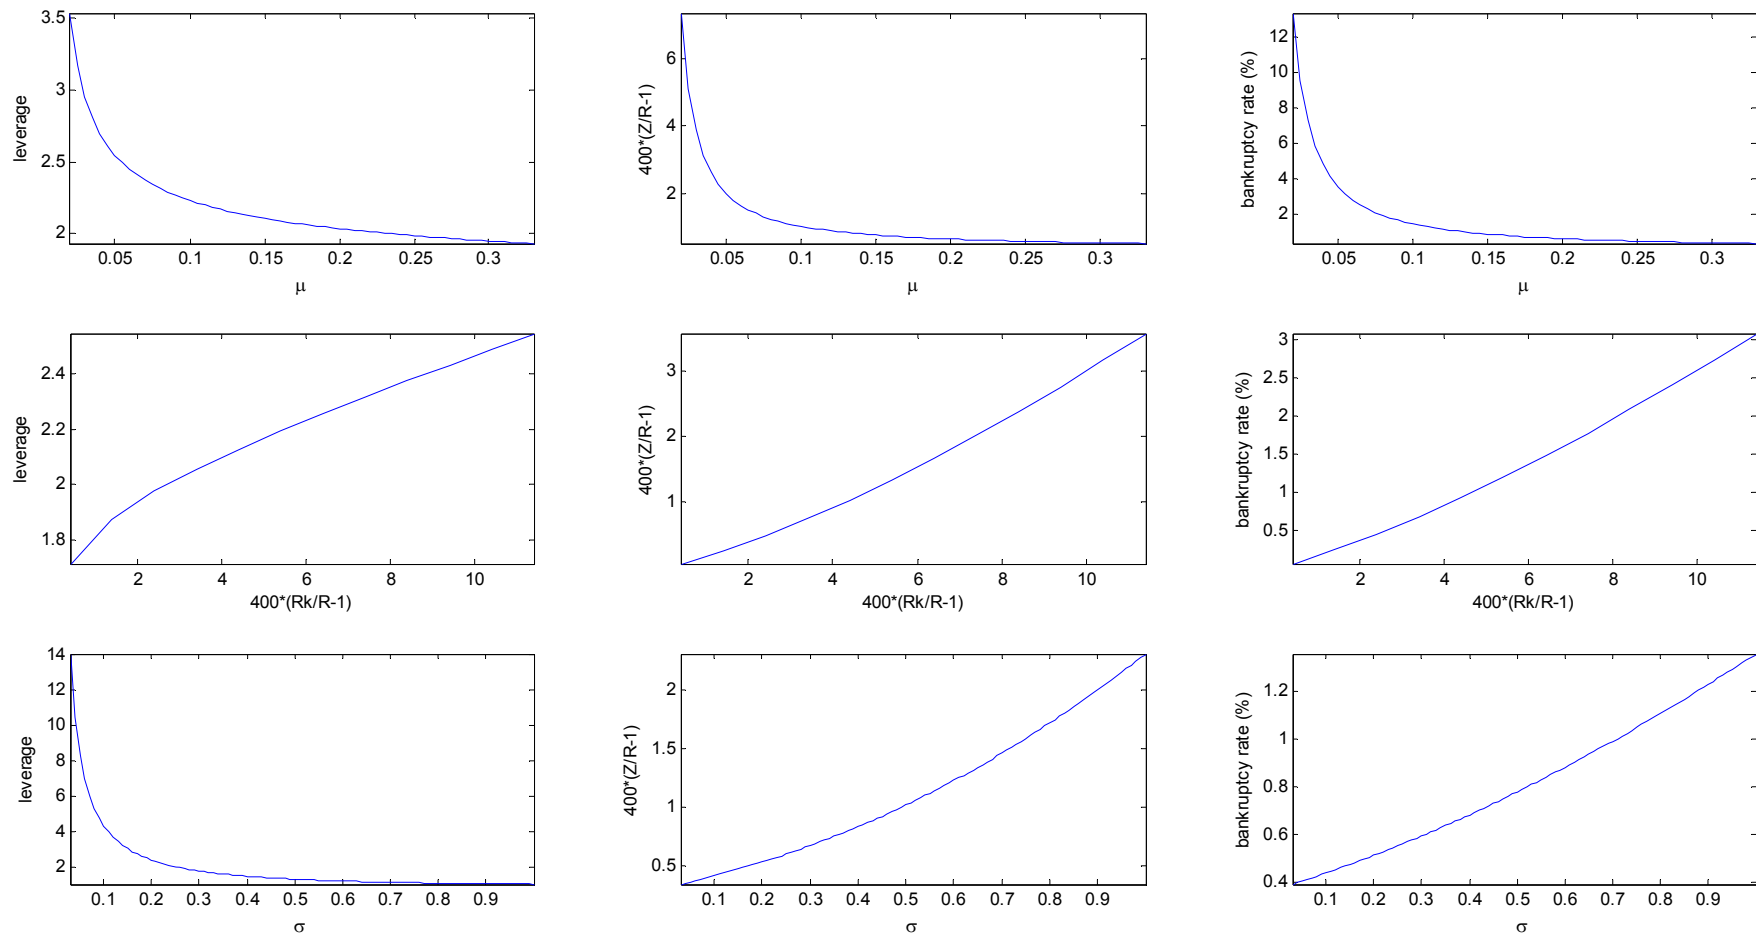 leverage
3.5
3
2.5
2
0.05 0.1 0.15 0.2 0.25 0.3
μ
400*(Z/R-1)
6
4
2
0.05 0.1 0.15 0.2 0.25 0.3
μ
bankruptcy rate (%)
12
10
8
6
4
2
0.05 0.1 0.15 0.2 0.25 0.3
μ
leverage
2.4
2.2
2
1.8
2 4 6 8 10
400*(Rk/R-1)
400*(Z/R-1)
3
2
1
2 4 6 8 10
400*(Rk/R-1)
bankruptcy rate (%)
3
2.5
2
1.5
1
0.5
2 4 6 8 10
400*(Rk/R-1)
leverage
14
12
10
8
6
4
2
0.1 0.2 0.3 0.4 0.5 0.6 0.7 0.8 0.9
σ
400*(Z/R-1)
2
1.5
1
0.5
0.1 0.2 0.3 0.4 0.5 0.6 0.7 0.8 0.9
σ
bankruptcy rate (%)
1.2
1
0.8
0.6
0.4
0.1 0.2 0.3 0.4 0.5 0.6 0.7 0.8 0.9
σ